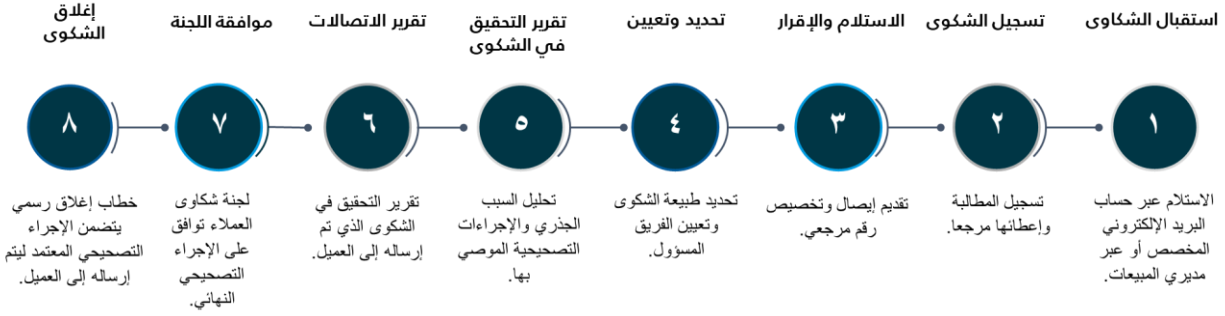 استقبال الشكاوى
١
الاستلام عبر حساب
البريد الإلكتروني
المخصص أو عبر
مديري المبيعات.
تسجيل الشكوى
٢
تسجيل المطالبة
وإعطائها مرجعا.
الاستلام والإقرار
٣
تقديم إيصال وتخصيص
رقم مرجعي.
تحديد وتعيين
٤
تحديد طبيعة الشكوى
وتعيين الفريق
المسؤول.
تقرير التحقيق
في الشكوى
٥
تحليل السبب
الجذري والإجراءات
التصحيحية الموصي
بها.
تقرير الاتصالات
٦
تقرير التحقيق في
الشكوى الذي تم
إرساله إلى العميل.
موافقة اللجنة
٧
لجنة شكاوى
العملاء توافق
على الإجراء
التصحيحي
النهائي.
إغلاق
الشكوى
٨
خطاب إغلاق رسمي
يتضمن الإجراء
التصحيحي المعتمد ليتم
إرساله إلى العميل.